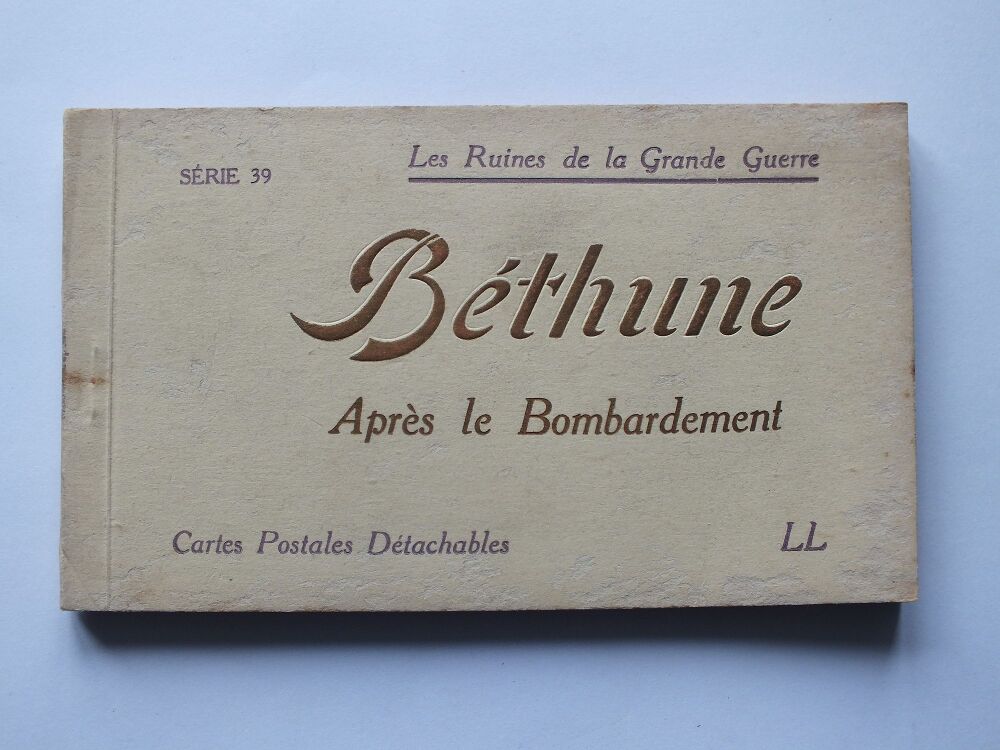 SÉRIE 39
Les Ruines de la Grande Guerre
Béthune
Après le Bombardement
Cartes Postales Détachables
LL